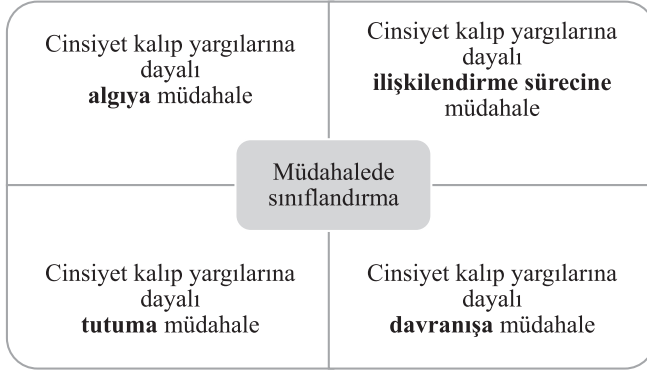 Cinsiyet kalıp yargılarına
dayalı
algıya müdahale
Cinsiyet kalıp yargılarına
dayalı
ilişkilendirme sürecine
müdahale
Müdahalede
sınıflandırma
Cinsiyet kalıp yargılarına
dayalı
tutuma müdahale
Cinsiyet kalıp yargılarına
dayalı
davranışa müdahale